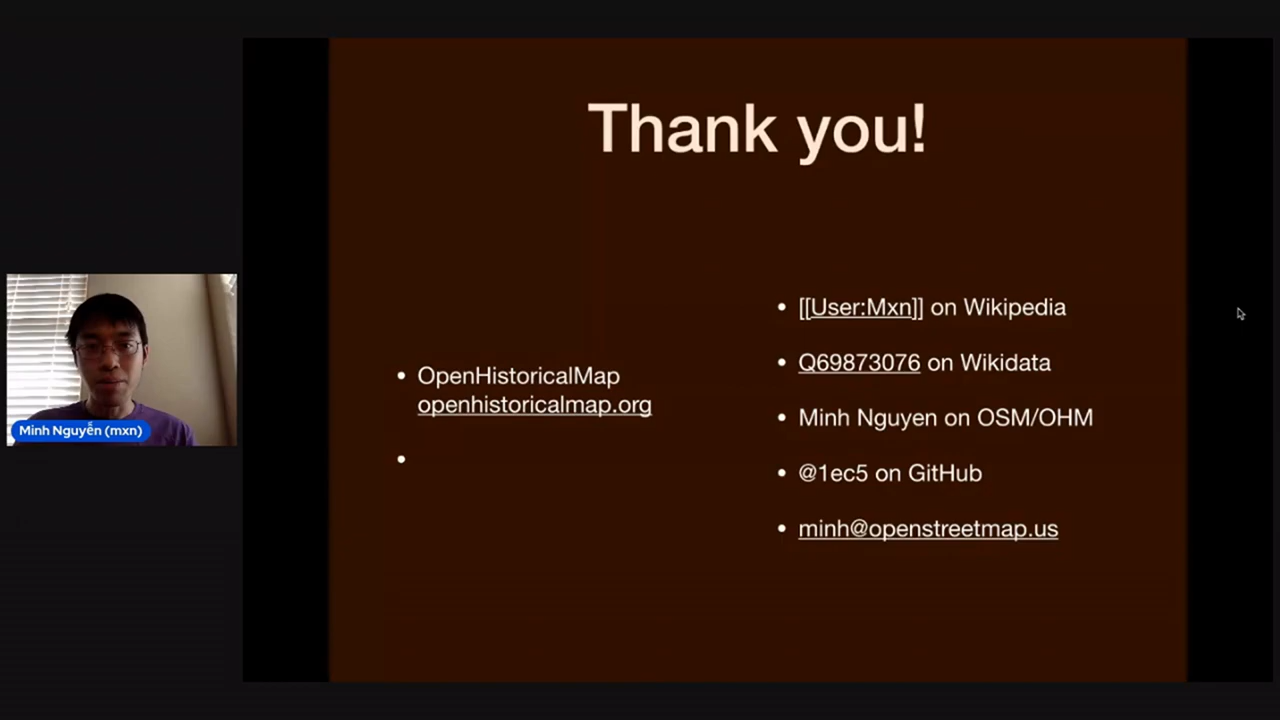 Thank you!
OpenHistoricalMap
openhistoricalmap.org
[[User:Mxn]] on Wikipedia
Q69873076 on Wikidata
Minh Nguyen on OSM/OHM
@1ec5 on GitHub
minh@openstreetmap.us
Minh Nguyễn (mxn)